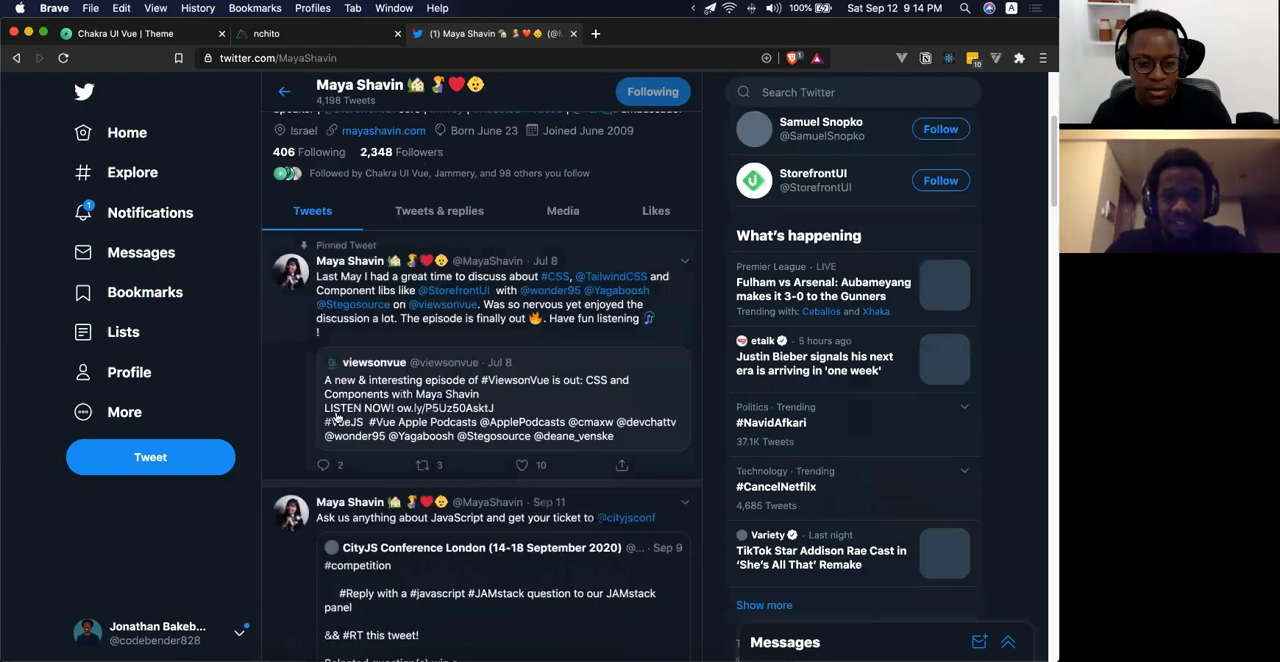 Brave File Edit View History Bookmarks Profiles Tab Window Help
100% Sat Sep 12 9:14 PM
Chakra UI Vue | Theme
nchito
(1) Maya Shavin
twitter.com/MayaShavin
Home
Explore
1
Notifications
Messages
Bookmarks
Lists
Profile
More
Tweet
Jonathan Bakeb...
@codebender828
Maya Shavin
4,198 Tweets
Following
Israel mayashavin.com Born June 23 Joined June 2009
406 Following 2,348 Followers
Followed by Chakra UI Vue, Jammery, and 98 others you follow
Tweets Tweets & replies Media Likes
Pinned Tweet
Maya Shavin @MayaShavin · Jul 8
Last May I had a great time to discuss about #CSS, @TailwindCSS and
Component libs like @StorefrontUI with @wonder95 @Yagaboosh
@Stegosource on @viewsonvue. Was so nervous yet enjoyed the
discussion a lot. The episode is finally out 🔥. Have fun listening
!
viewsonvue @viewsonvue · Jul 8
A new & interesting episode of #ViewsonVue is out: CSS and
Components with Maya Shavin
LISTEN NOW! ow.ly/P5Uz50AsktJ
#VueJS #Vue Apple Podcasts @ApplePodcasts @cmaxw @devchattv
@wonder95 @Yagaboosh @Stegosource @deane_venske
2 3 10
Maya Shavin @MayaShavin · Sep 11
Ask us anything about JavaScript and get your ticket to @cityjsconf
CityJS Conference London (14-18 September 2020) @... · Sep 9
#competition
#Reply with a #javascript #JAMstack question to our JAMstack
panel
&& #RT this tweet!
Search Twitter
Samuel Snopko
@SamuelSnopko
Follow
StorefrontUI
@StorefrontUI
Follow
What's happening
Premier League · LIVE
Fulham vs Arsenal: Aubameyang
makes it 3-0 to the Gunners
Trending with: Ceballos and Xhaka
etalk · 5 hours ago
Justin Bieber signals his next
era is arriving in 'one week'
Politics · Trending
#NavidAfkari
37.1K Tweets
Technology · Trending
#CancelNetfilx
4,685 Tweets
Variety · Last night
TikTok Star Addison Rae Cast in
'She's All That' Remake
Show more
Messages